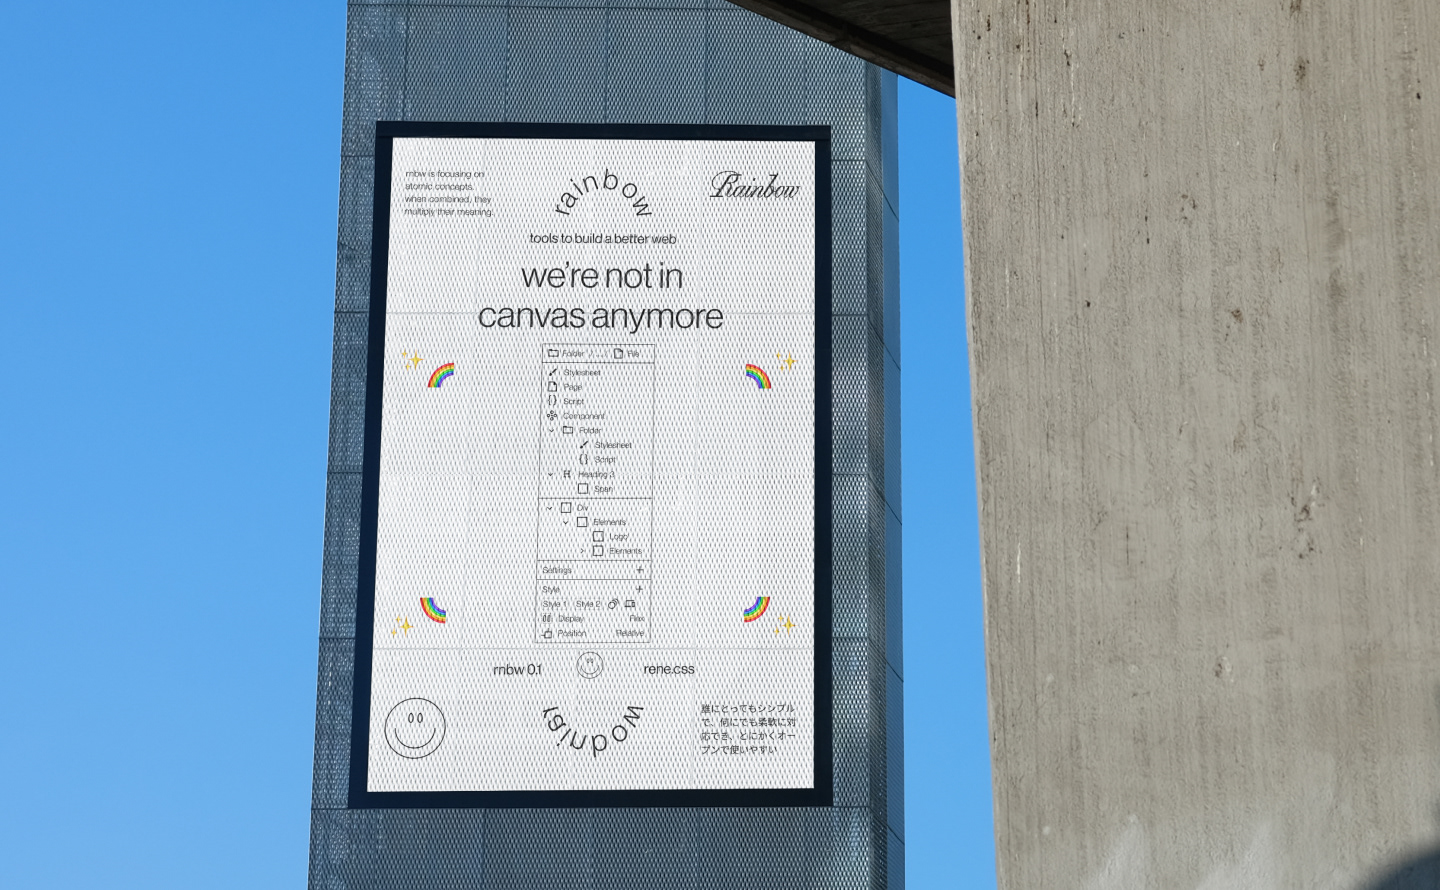 rnbw is focusing on
atomic concepts.
when combined, they
multiply their meaning.
rainbow
Rainbow
tools to build a better web
we're not in
canvas anymore
Folder / ... / File
Stylesheet
Page
Script
Component
Folder
Stylesheet
Script
H Heading 3
Span
Div
Elements
Logo
Elements
Settings +
Style +
Style 1 Style 2
Display Flex
Position Relative
rnbw 0.1
rene.css
rainbow
誰にとってもシンプル
で、何にでも柔軟に対
応でき、とにかくオー
プンで使いやすい